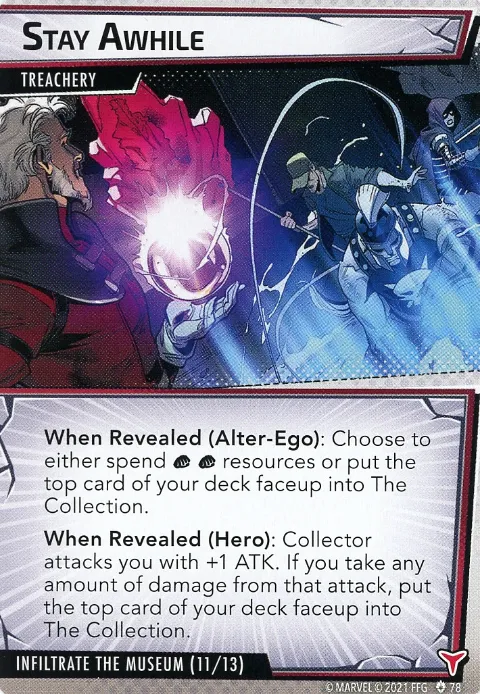 STAY AWHILE
TREACHERY
When Revealed (Alter-Ego): Choose to
either spend resources or put the
top card of your deck faceup into The
Collection.
When Revealed (Hero): Collector
attacks you with +1 ATK. If you take any
amount of damage from that attack, put
the top card of your deck faceup into
The Collection.
INFILTRATE THE MUSEUM (11/13)
© MARVEL © 2021 FFG 78